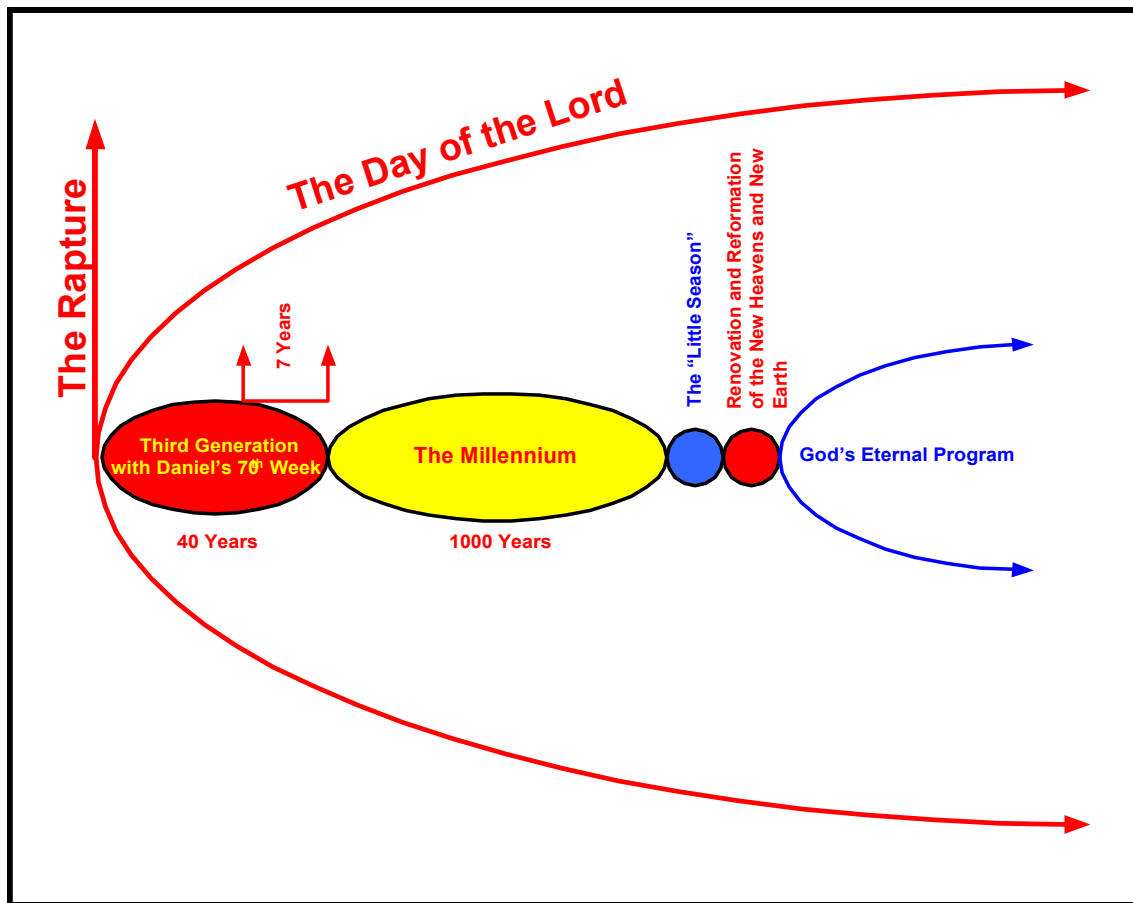 The Day of the Lord
The Rapture
7 Years
The “Little Season”
Renovation and Reformation
of the New Heavens and New
Earth
Third Generation
with Daniel’s 70th Week
The Millennium
God’s Eternal Program
40 Years
1000 Years